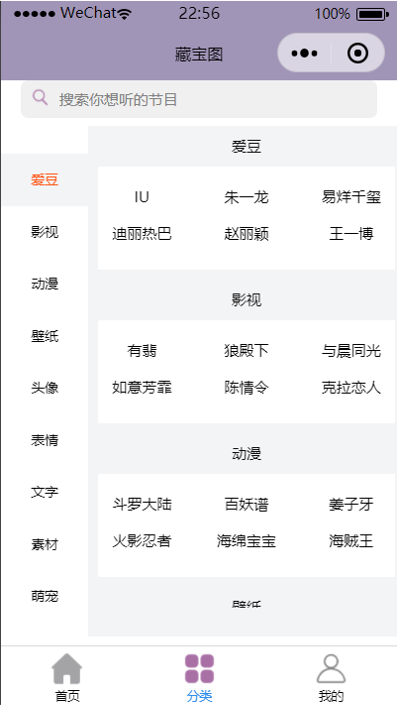 WeChat 22:56 100%
藏宝图
搜索你想听的节目
爱豆
影视
动漫
壁纸
头像
表情
文字
素材
萌宠
爱豆
IU 朱一龙 易烊千玺
迪丽热巴 赵丽颖 王一博
影视
有翡 狼殿下 与晨同光
如意芳霏 陈情令 克拉恋人
动漫
斗罗大陆 百妖谱 姜子牙
火影忍者 海绵宝宝 海贼王
壁纸
首页 分类 我的